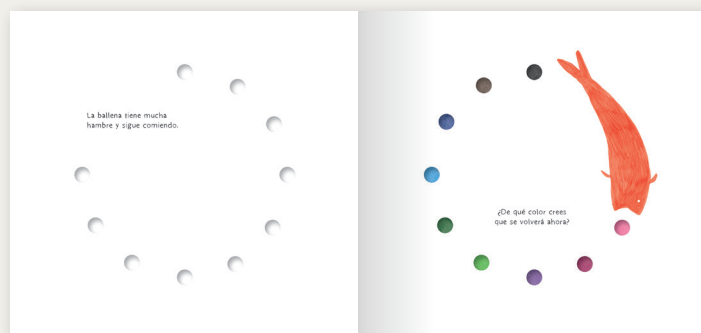 La ballena tiene mucha
hambre y sigue comiendo.
¿De qué color crees
que se volverá ahora?